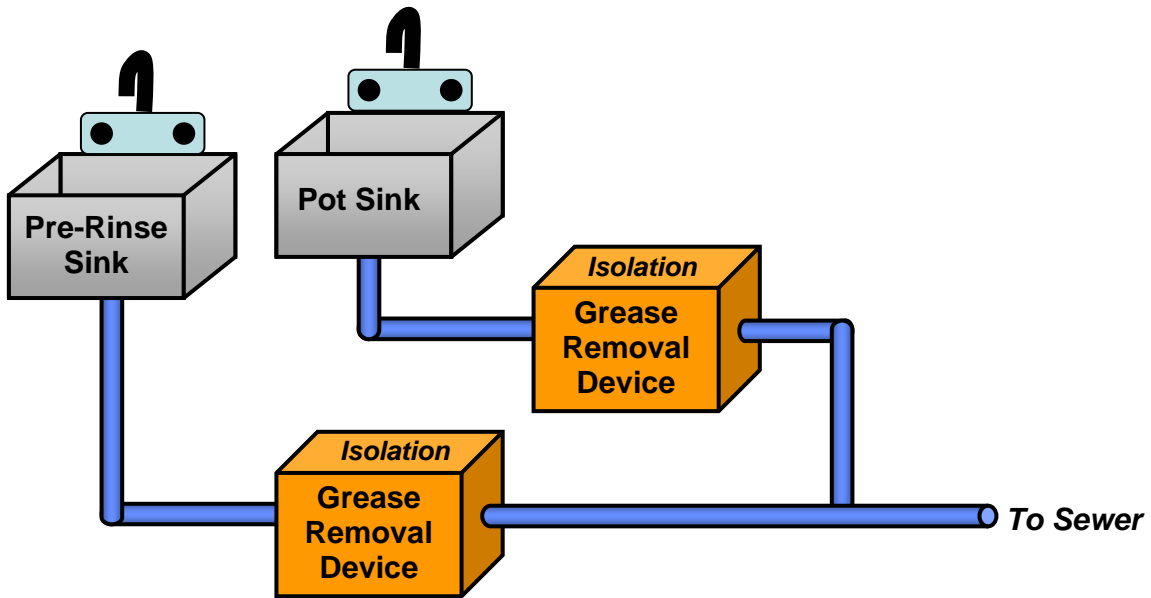 Pre-Rinse
Sink
Pot Sink
Isolation
Grease
Removal
Device
Isolation
Grease
Removal
Device
To Sewer